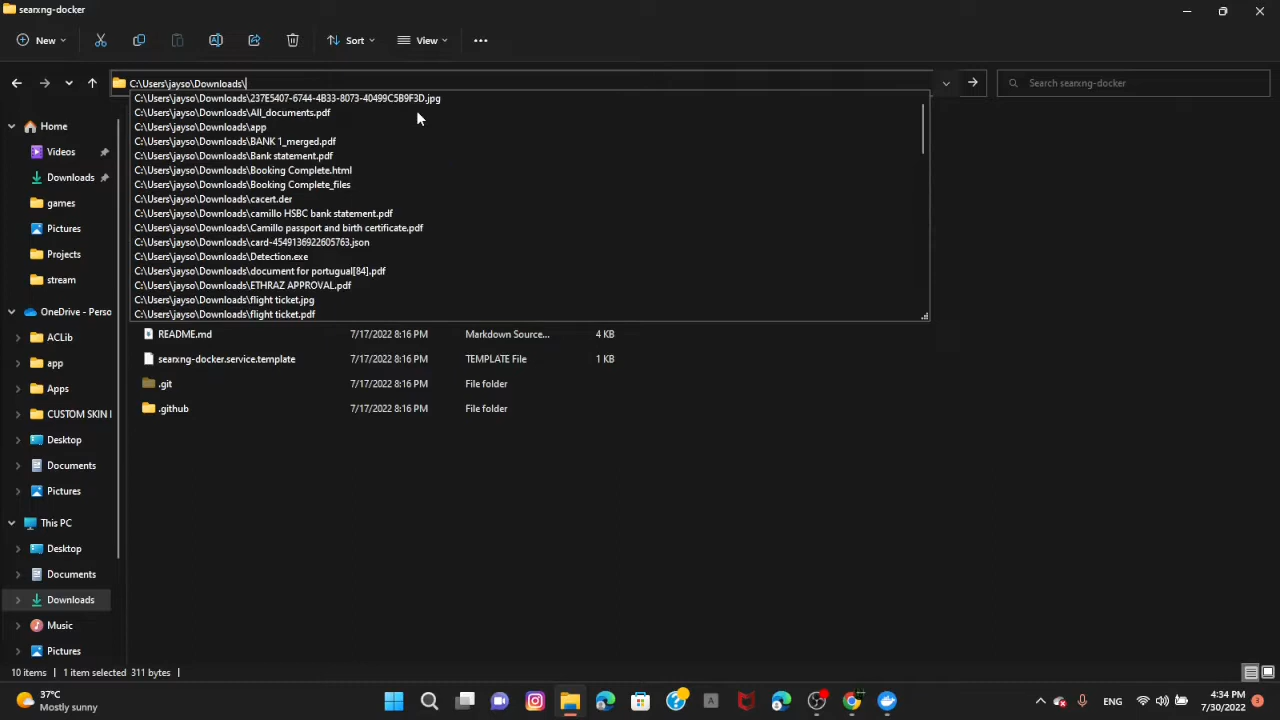 searxng-docker
New
Sort
View
C:\Users\jayso\Downloads\
Search searxng-docker
C:\Users\jayso\Downloads\237E5407-6744-4B33-8073-40499C5B9F3D.jpg
C:\Users\jayso\Downloads\All_documents.pdf
C:\Users\jayso\Downloads\app
C:\Users\jayso\Downloads\BANK 1_merged.pdf
C:\Users\jayso\Downloads\Bank statement.pdf
C:\Users\jayso\Downloads\Booking Complete.html
C:\Users\jayso\Downloads\Booking Complete_files
C:\Users\jayso\Downloads\cacert.der
C:\Users\jayso\Downloads\camillo HSBC bank statement.pdf
C:\Users\jayso\Downloads\Camillo passport and birth certificate.pdf
C:\Users\jayso\Downloads\card-4549136922605763.json
C:\Users\jayso\Downloads\Detection.exe
C:\Users\jayso\Downloads\document for portugual[84].pdf
C:\Users\jayso\Downloads\ETHRAZ APPROVAL.pdf
C:\Users\jayso\Downloads\flight ticket.jpg
C:\Users\jayso\Downloads\flight ticket.pdf
README.md 7/17/2022 8:16 PM Markdown Source... 4 KB
searxng-docker.service.template 7/17/2022 8:16 PM TEMPLATE File 1 KB
.git 7/17/2022 8:16 PM File folder
.github 7/17/2022 8:16 PM File folder
Home
Videos
Downloads
games
Pictures
Projects
stream
OneDrive - Perso
ACLib
app
Apps
CUSTOM SKIN I
Desktop
Documents
Pictures
This PC
Desktop
Documents
Downloads
Music
Pictures
10 items 1 item selected 311 bytes
37°C
Mostly sunny
ENG
4:34 PM
7/30/2022
3